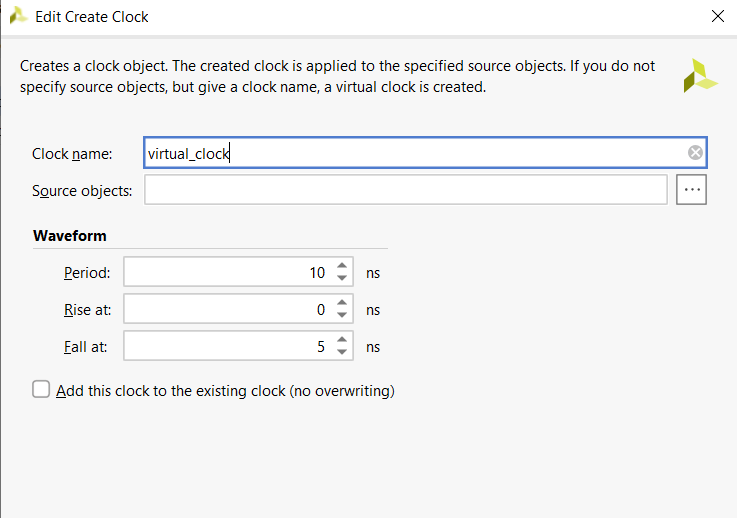 Edit Create Clock
Creates a clock object. The created clock is applied to the specified source objects. If you do not
specify source objects, but give a clock name, a virtual clock is created.
Clock name: virtual_clock
Source objects: ...
Waveform
Period: 10 ns
Rise at: 0 ns
Fall at: 5 ns
Add this clock to the existing clock (no overwriting)